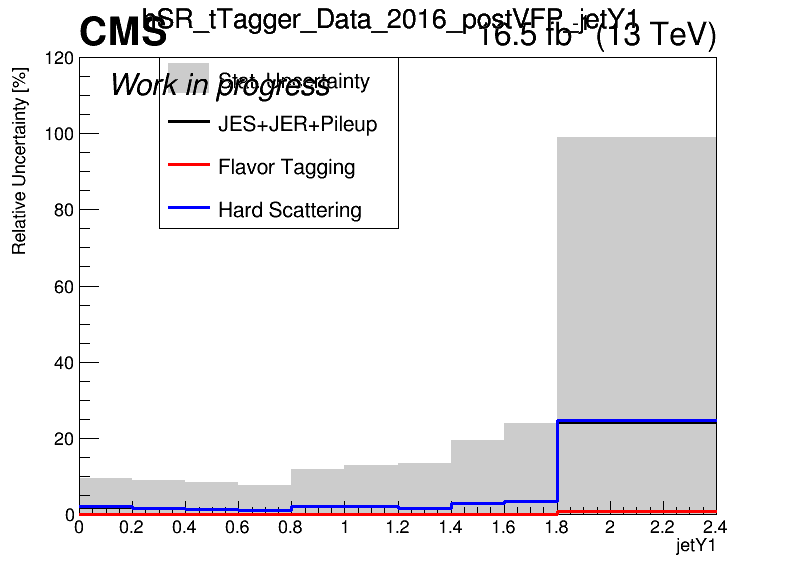 hSR_tTagger_Data_2016_postVFP_jetY1
CMS
16.5 fb-1 (13 TeV)
Work in progress
Stat. Uncertainty
JES+JER+Pileup
Flavor Tagging
Hard Scattering
Relative Uncertainty [%]
120
100
80
60
40
20
0
0 0.2 0.4 0.6 0.8 1 1.2 1.4 1.6 1.8 2 2.2 2.4
jetY1